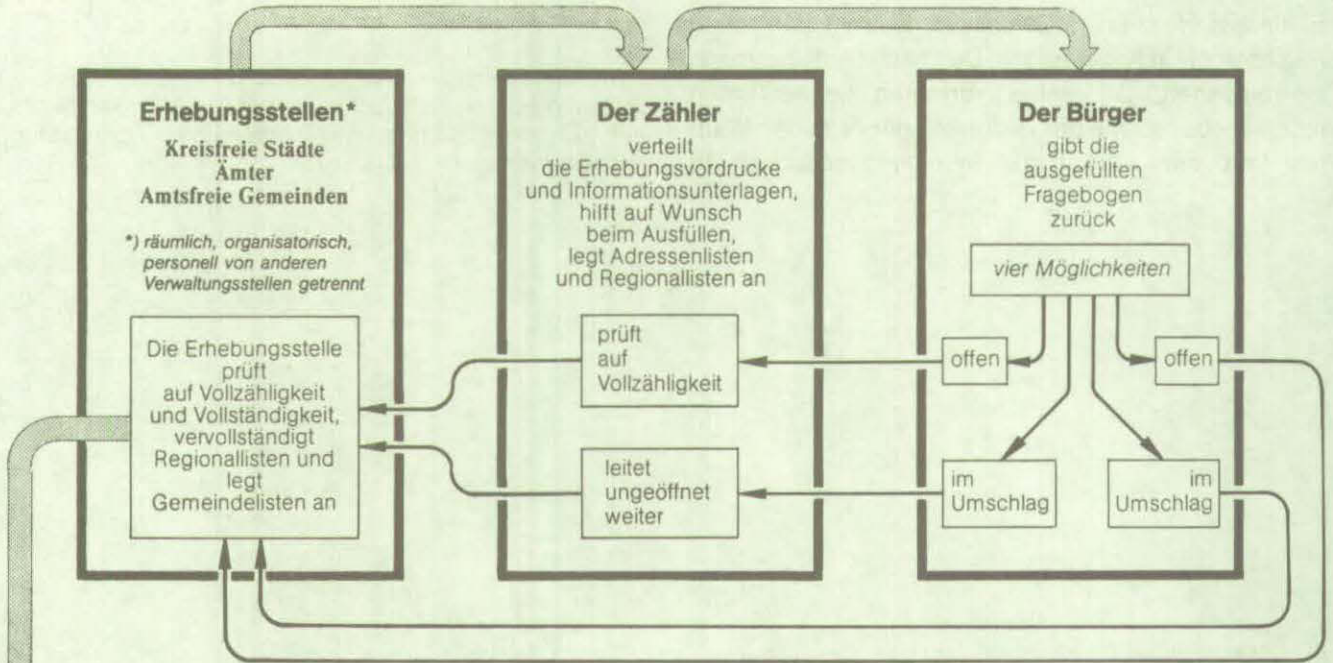 Erhebungsstellen*
Kreisfreie Städte
Ämter
Amtsfreie Gemeinden
*) räumlich, organisatorisch,
personell von anderen
Verwaltungsstellen getrennt
Die Erhebungsstelle
prüft
auf Vollzähligkeit
und Vollständigkeit,
vervollständigt
Regionallisten und
legt
Gemeindelisten an
Der Zähler
verteilt
die Erhebungsvordrucke
und Informationsunterlagen,
hilft auf Wunsch
beim Ausfüllen,
legt Adressenlisten
und Regionallisten an
prüft
auf
Vollzähligkeit
leitet
ungeöffnet
weiter
Der Bürger
gibt die
ausgefüllten
Fragebogen
zurück
vier Möglichkeiten
offen
offen
im
Umschlag
im
Umschlag